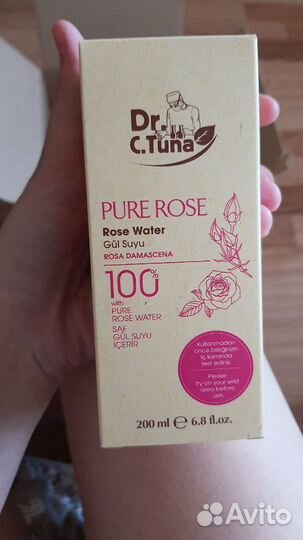 Dr.
C.Tuna
PURE ROSE
Rose Water
Gül Suyu
ROSA DAMASCENA
100%
with
PURE
ROSE WATER
SAF
GÜL SUYU
İÇERİR
Kullanmadan
önce bileğinizin
iç kısmında
test ediniz.
Please
try on your wrist
area before
use.
200 ml e 6.8 fl.oz.
Avito